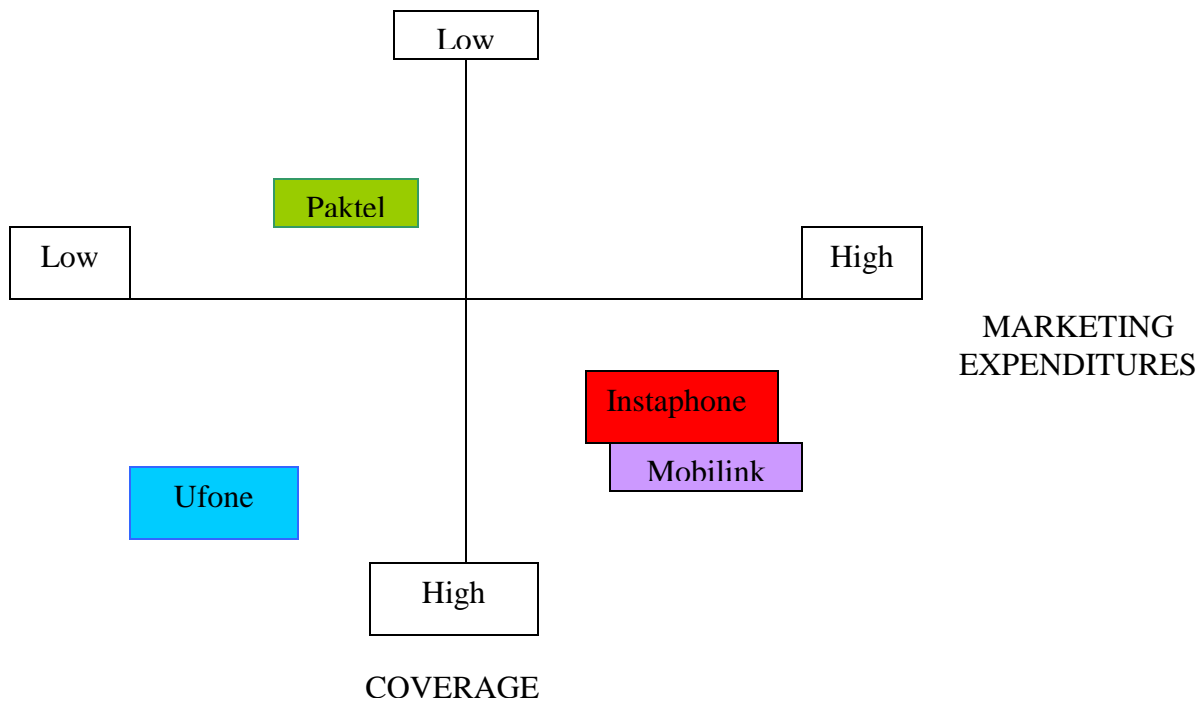 Low
Paktel
Low
High
MARKETING
EXPENDITURES
Instaphone
Mobilink
Ufone
High
COVERAGE